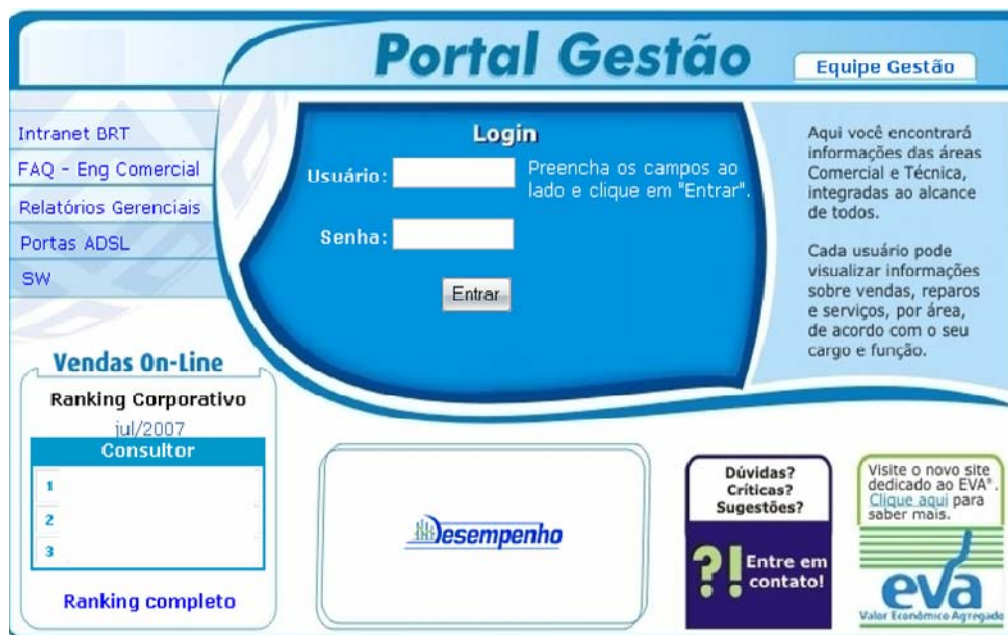 Portal Gestão
Equipe Gestão
Intranet BRT
FAQ - Eng Comercial
Relatórios Gerenciais
Portas ADSL
SW
Login
Usuário:
Preencha os campos ao
lado e clique em "Entrar".
Senha:
Entrar
Aqui você encontrará
informações das áreas
Comercial e Técnica,
integradas ao alcance
de todos.
Cada usuário pode
visualizar informações
sobre vendas, reparos
e serviços, por área,
de acordo com o seu
cargo e função.
Vendas On-Line
Ranking Corporativo
jul/2007
Consultor
1
2
3
Ranking completo
Desempenho
Dúvidas?
Críticas?
Sugestões?
?!
Entre em
contato!
Visite o novo site
dedicado ao EVA®.
Clique aqui para
saber mais.
eva
Valor Econômico Agregado